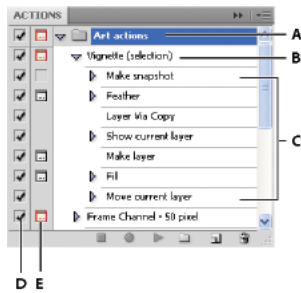 ACTIONS
Art actions
A
Vignette (selection)
B
Make snapshot
Feather
C
Layer Via Copy
Show current layer
Make layer
Fill
Move current layer
Frame Channel - 50 pixel
D E